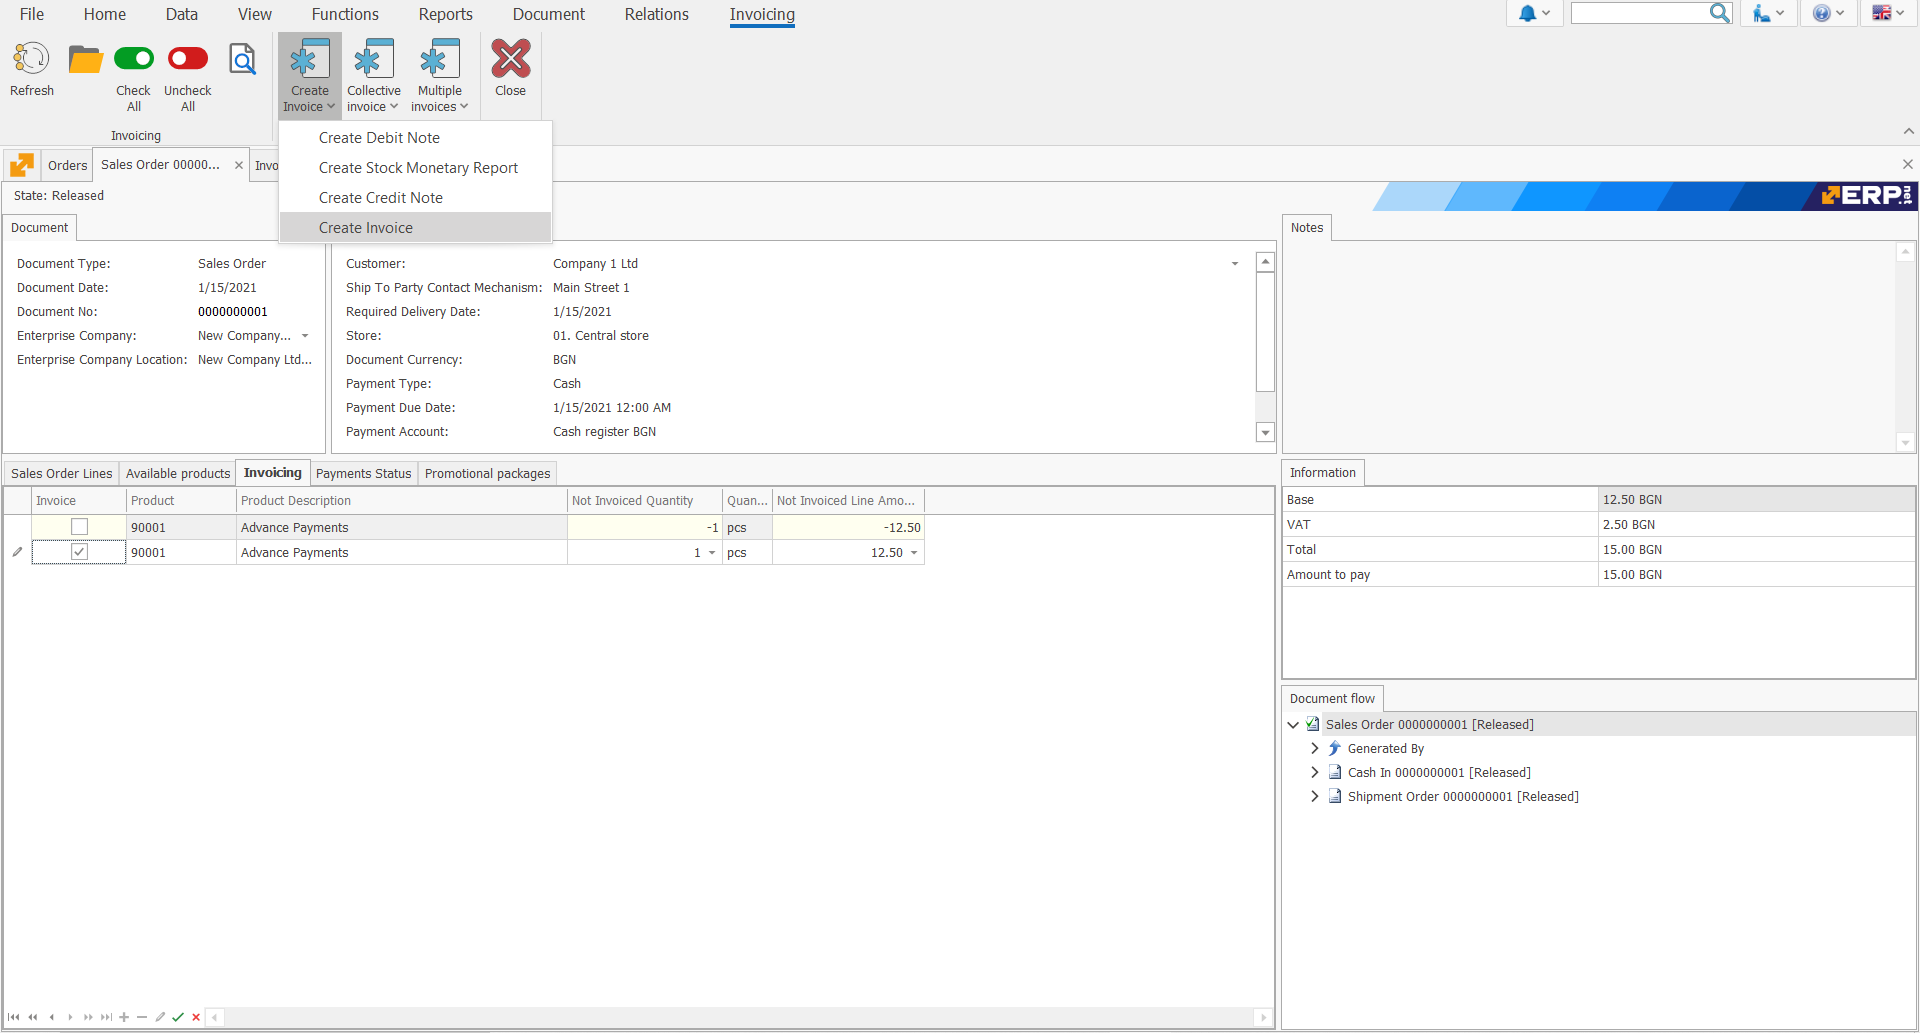 File Home Data View Functions Reports Document Relations Invoicing
Refresh
Check All
Uncheck All
Create Invoice
Collective invoice
Multiple invoices
Close
Invoicing
Create Debit Note
Create Stock Monetary Report
Create Credit Note
Create Invoice
Orders Sales Order 00000... Invo
State: Released
ERP.net
Document
Document Type: Sales Order
Document Date: 1/15/2021
Document No: 0000000001
Enterprise Company: New Company...
Enterprise Company Location: New Company Ltd...
Customer: Company 1 Ltd
Ship To Party Contact Mechanism: Main Street 1
Required Delivery Date: 1/15/2021
Store: 01. Central store
Document Currency: BGN
Payment Type: Cash
Payment Due Date: 1/15/2021 12:00 AM
Payment Account: Cash register BGN
Notes
Sales Order Lines Available products Invoicing Payments Status Promotional packages
Invoice Product Product Description Not Invoiced Quantity Quan... Not Invoiced Line Amo...
90001 Advance Payments -1 pcs -12.50
90001 Advance Payments 1 pcs 12.50
Information
Base 12.50 BGN
VAT 2.50 BGN
Total 15.00 BGN
Amount to pay 15.00 BGN
Document flow
Sales Order 0000000001 [Released]
Generated By
Cash In 0000000001 [Released]
Shipment Order 0000000001 [Released]